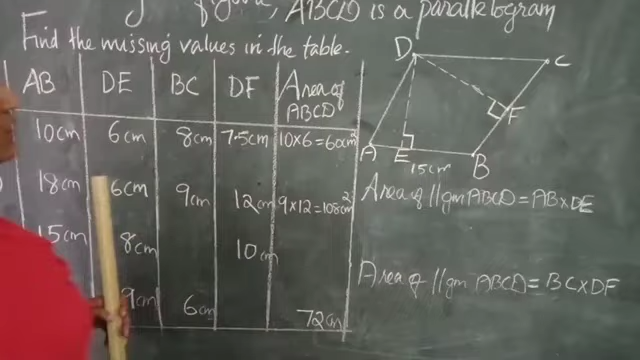 figure, ABCD is a parallelogram
Find the missing values in the table.
AB DE BC DF Area of ABCD
10cm 6cm 8cm 7.5cm 10×6=60cm²
18cm 6cm 9cm 12cm 9×12=108cm²
15cm 8cm 10cm
9cm 6cm 72cm
D C
F
A E B
15cm
Area of llgm ABCD = AB×DE
Area of llgm ABCD = BC×DF